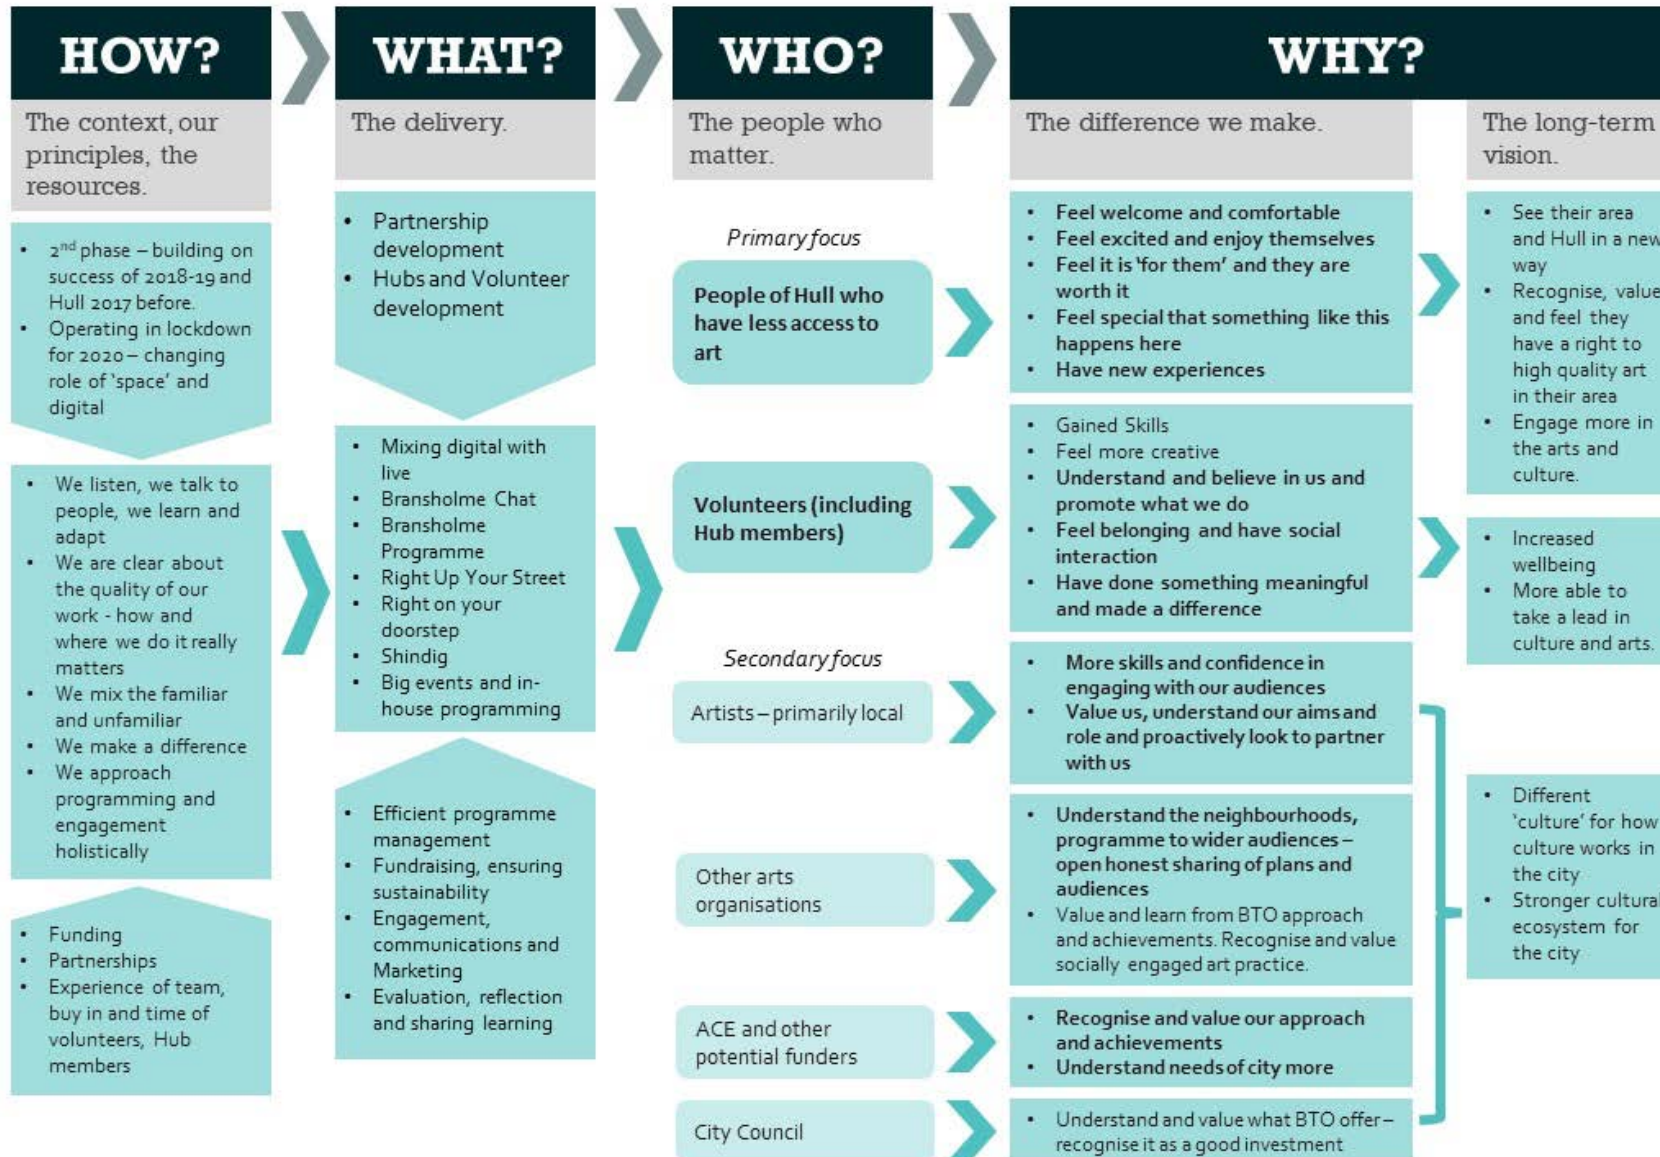 HOW?
The context, our
principles, the
resources.
• 2nd phase – building on
success of 2018-19 and
Hull 2017 before.
• Operating in lockdown
for 2020 – changing
role of 'space' and
digital
• We listen, we talk to
people, we learn and
adapt
• We are clear about
the quality of our
work - how and
where we do it really
matters
• We mix the familiar
and unfamiliar
• We make a difference
• We approach
programming and
engagement
holistically
• Funding
• Partnerships
• Experience of team,
buy in and time of
volunteers, Hub
members
WHAT?
The delivery.
• Partnership
development
• Hubs and Volunteer
development
• Mixing digital with
live
• Bransholme Chat
• Bransholme
Programme
• Right Up Your Street
• Right on your
doorstep
• Shindig
• Big events and in-
house programming
• Efficient programme
management
• Fundraising, ensuring
sustainability
• Engagement,
communications and
Marketing
• Evaluation, reflection
and sharing learning
WHO?
The people who
matter.
Primary focus
People of Hull who
have less access to
art
Volunteers (including
Hub members)
Secondary focus
Artists – primarily local
Other arts
organisations
ACE and other
potential funders
City Council
WHY?
The difference we make.
• Feel welcome and comfortable
• Feel excited and enjoy themselves
• Feel it is 'for them' and they are
worth it
• Feel special that something like this
happens here
• Have new experiences
• Gained Skills
• Feel more creative
• Understand and believe in us and
promote what we do
• Feel belonging and have social
interaction
• Have done something meaningful
and made a difference
• More skills and confidence in
engaging with our audiences
• Value us, understand our aims and
role and proactively look to partner
with us
• Understand the neighbourhoods,
programme to wider audiences –
open honest sharing of plans and
audiences
• Value and learn from BTO approach
and achievements. Recognise and value
socially engaged art practice.
• Recognise and value our approach
and achievements
• Understand needs of city more
• Understand and value what BTO offer –
recognise it as a good investment
The long-term
vision.
• See their area
and Hull in a new
way
• Recognise, value
and feel they
have a right to
high quality art
in their area
• Engage more in
the arts and
culture.
• Increased
wellbeing
• More able to
take a lead in
culture and arts.
• Different
'culture' for how
culture works in
the city
• Stronger cultural
ecosystem for
the city